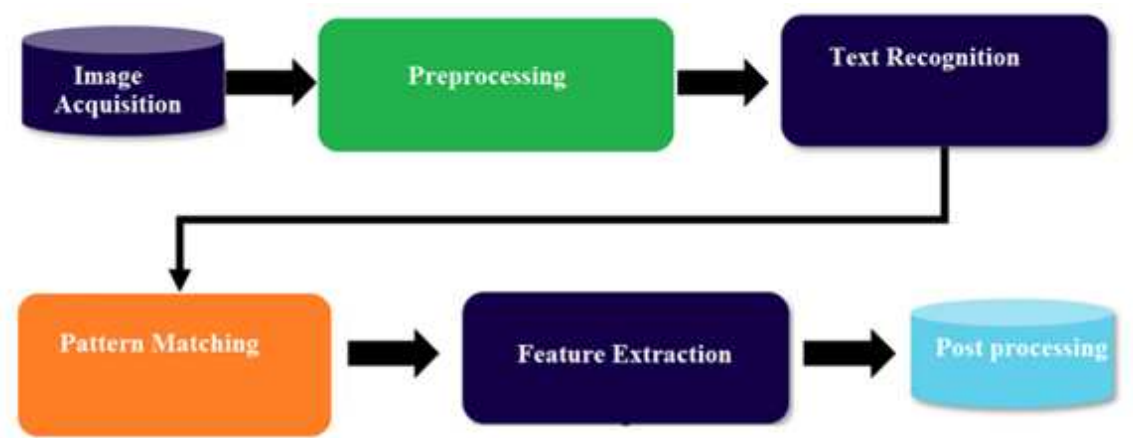 Image
Acquisition
Preprocessing
Text Recognition
Pattern Matching
Feature Extraction
Post processing